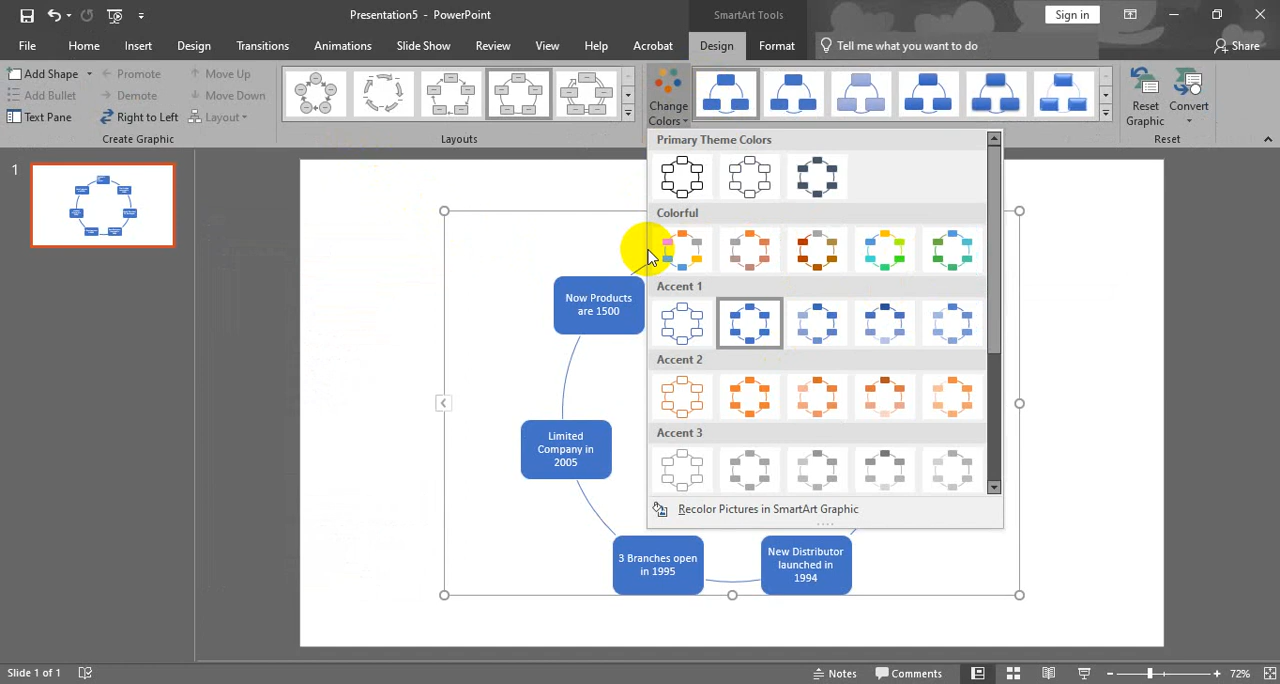 Presentation5 - PowerPoint
SmartArt Tools
Sign in
File
Home
Insert
Design
Transitions
Animations
Slide Show
Review
View
Help
Acrobat
Design
Format
Tell me what you want to do
Share
Add Shape
Promote
Move Up
Add Bullet
Demote
Move Down
Text Pane
Right to Left
Layout
Create Graphic
Layouts
Change
Colors
Reset
Graphic
Convert
Reset
Primary Theme Colors
Colorful
Accent 1
Accent 2
Accent 3
Recolor Pictures in SmartArt Graphic
1
Now Products
are 1500
Limited
Company in
2005
3 Branches open
in 1995
New Distributor
launched in
1994
Slide 1 of 1
Notes
Comments
72%